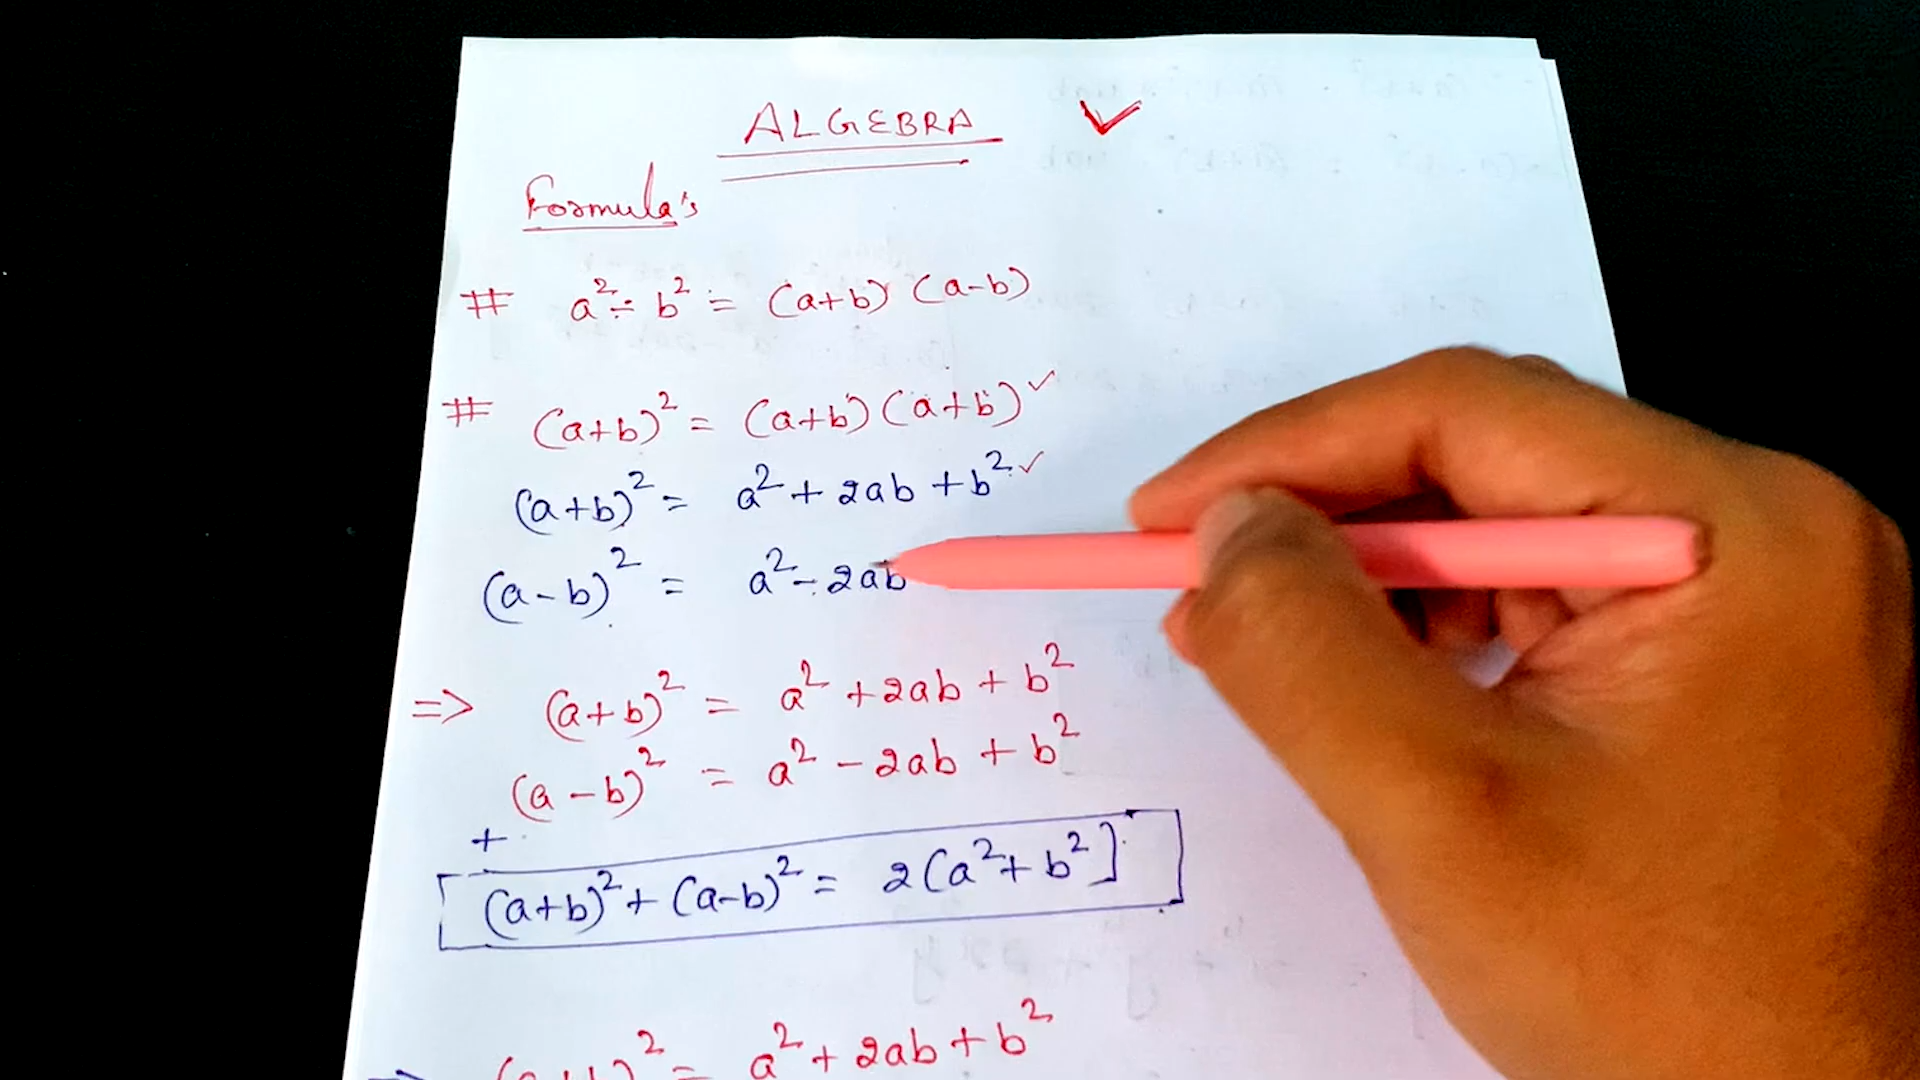 ALGEBRA ✓
Formula's
# a² - b² = (a+b) (a-b)
# (a+b)² = (a+b) (a+b) ✓
(a+b)² = a² + 2ab + b² ✓
(a-b)² = a² - 2ab
=> (a+b)² = a² + 2ab + b²
(a-b)² = a² - 2ab + b²
+
(a+b)² + (a-b)² = 2(a² + b²]
² = a² + 2ab + b²